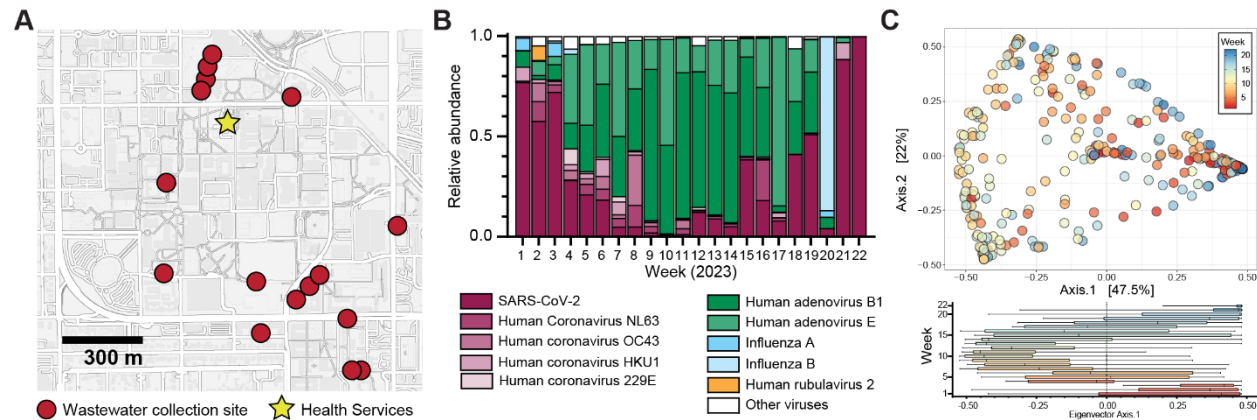 A
300 m
Wastewater collection site
Health Services
B
Relative abundance
1.0
0.5
0.0
1 2 3 4 5 6 7 8 9 10 11 12 13 14 15 16 17 18 19 20 21 22
Week (2023)
SARS-CoV-2
Human Coronavirus NL63
Human coronavirus OC43
Human coronavirus HKU1
Human coronavirus 229E
Human adenovirus B1
Human adenovirus E
Influenza A
Influenza B
Human rubulavirus 2
Other viruses
C
Week
20
15
10
5
Axis.2 [22%]
0.50
0.25
0.00
−0.25
−0.50
−0.50 −0.25 0.00 0.25 0.50
Axis.1 [47.5%]
Week
22
20
15
10
5
1
−0.50 −0.25 0.00 0.25 0.50
Eigenvector Axis.1